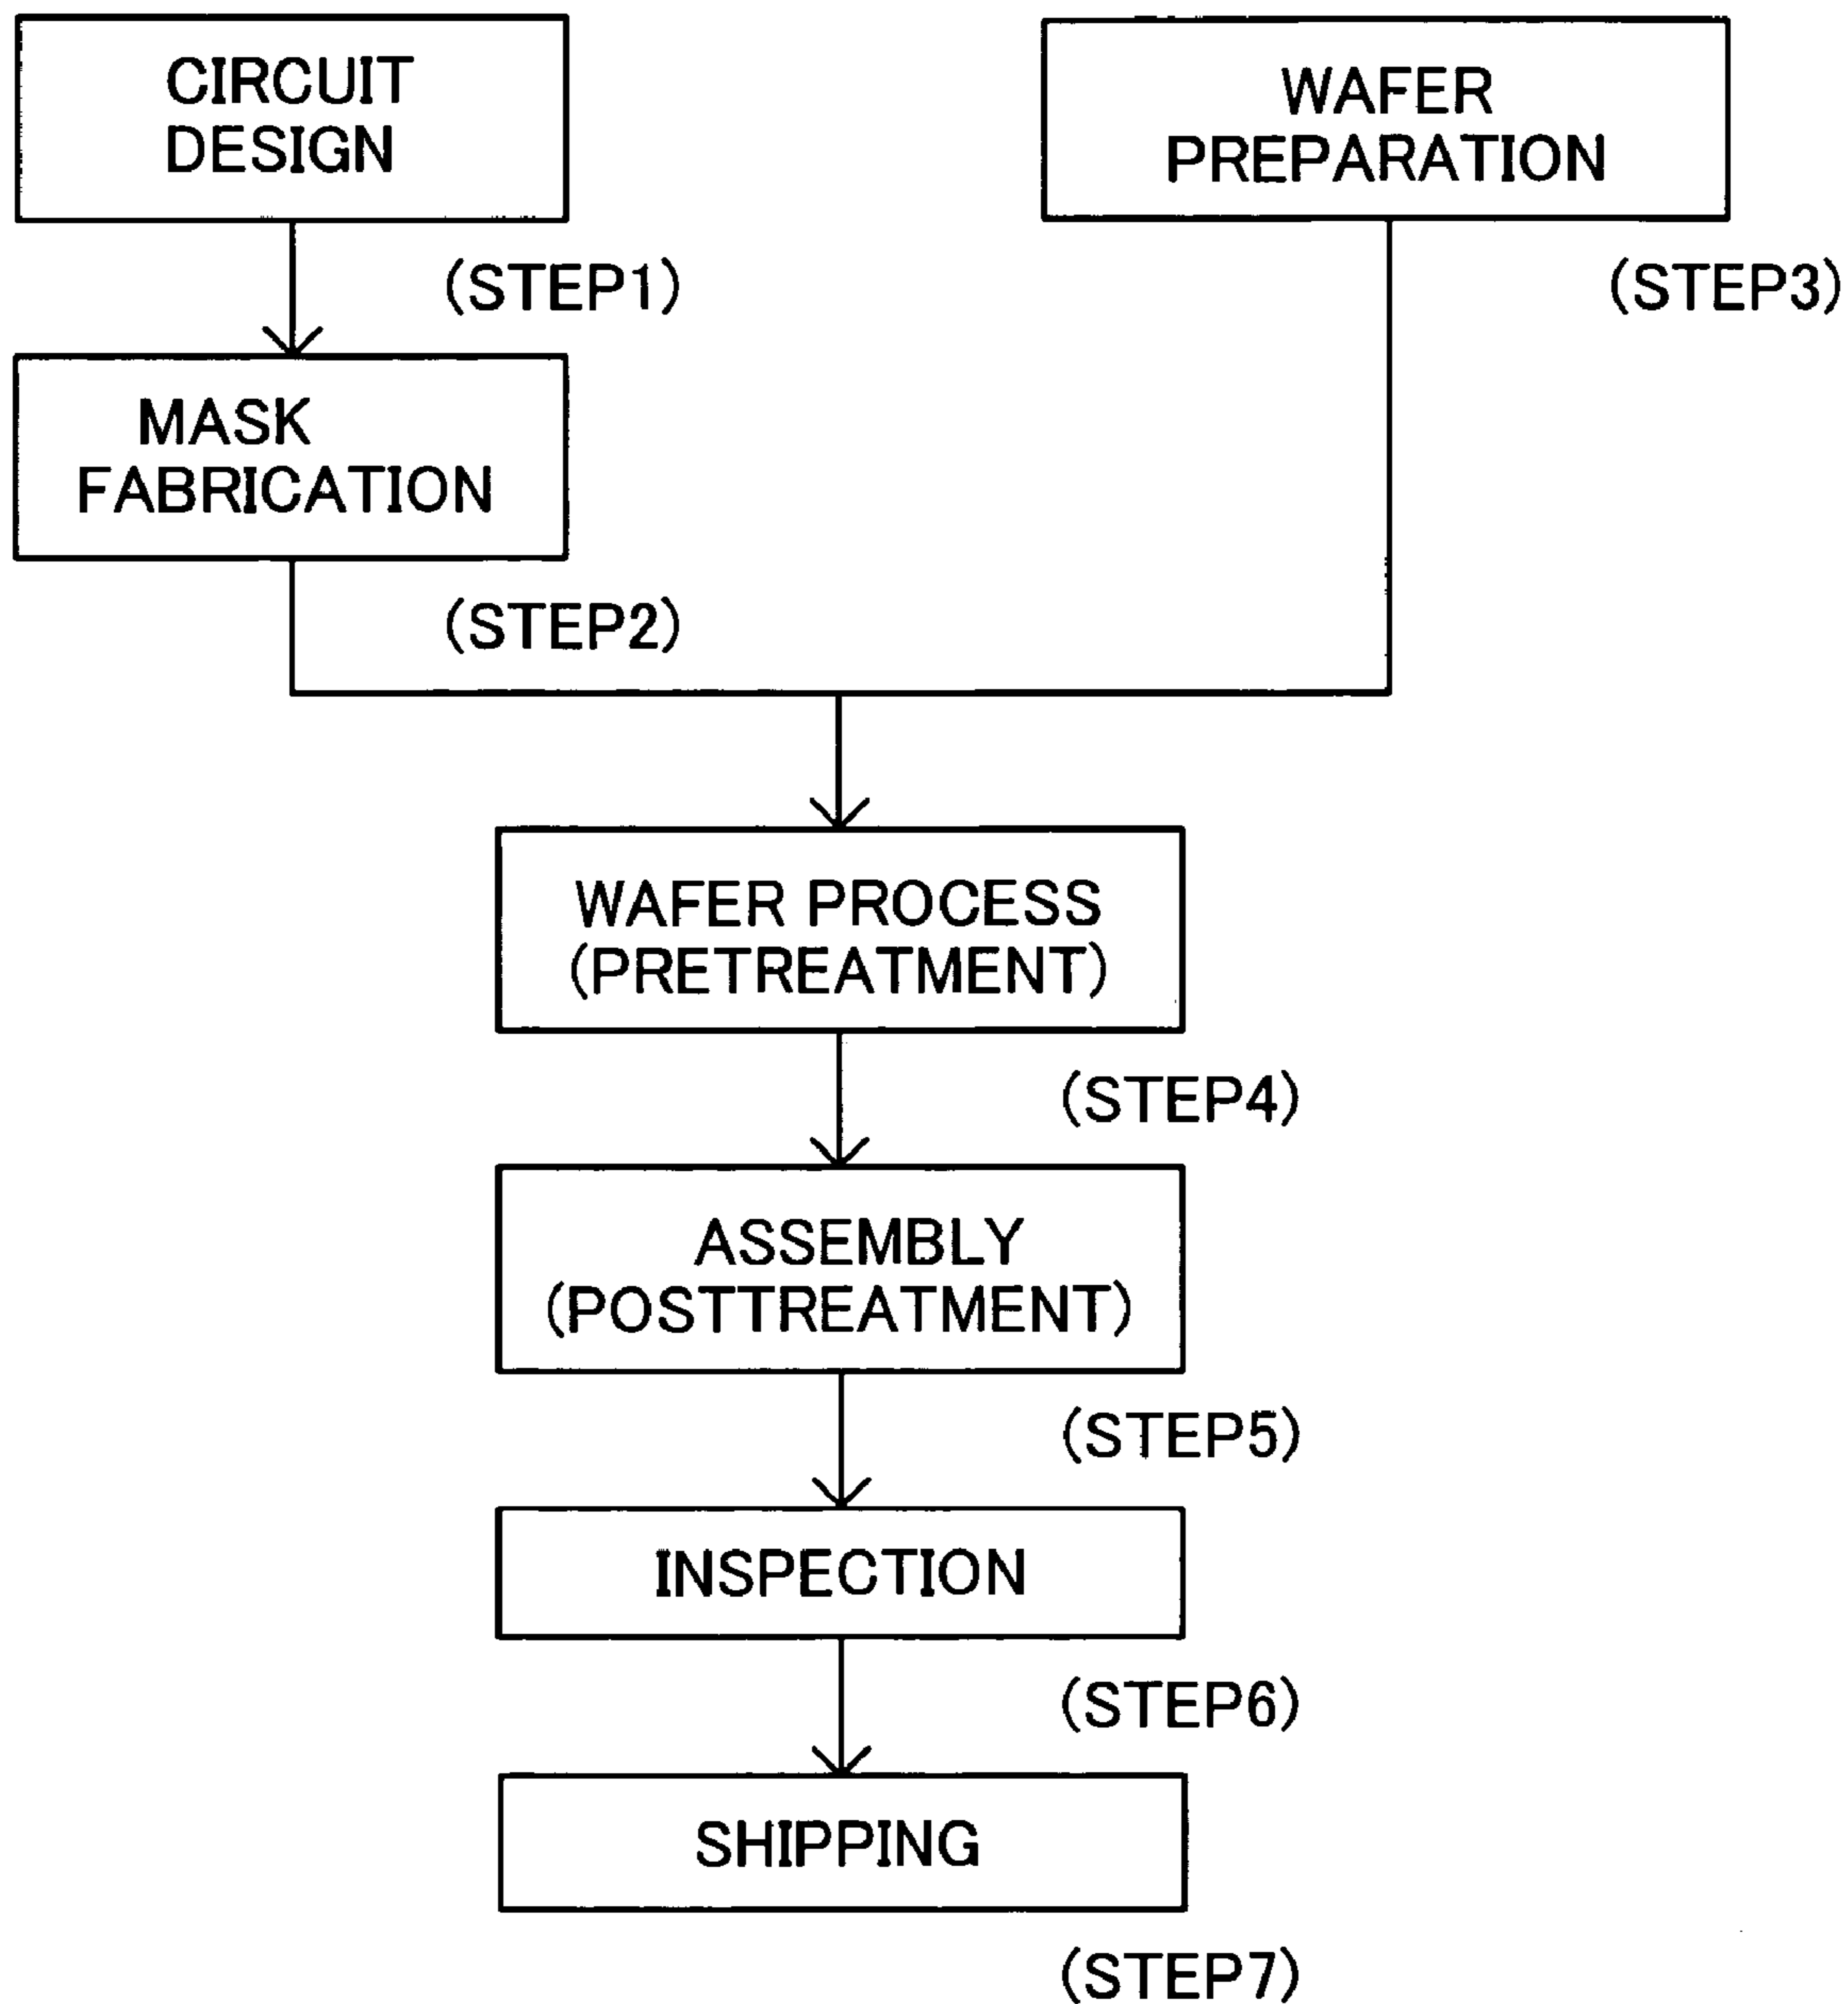 CIRCUIT
DESIGN
(STEP1)
MASK
FABRICATION
(STEP2)
WAFER
PREPARATION
(STEP3)
WAFER PROCESS
(PRETREATMENT)
(STEP4)
ASSEMBLY
(POSTTREATMENT)
(STEP5)
INSPECTION
(STEP6)
SHIPPING
(STEP7)